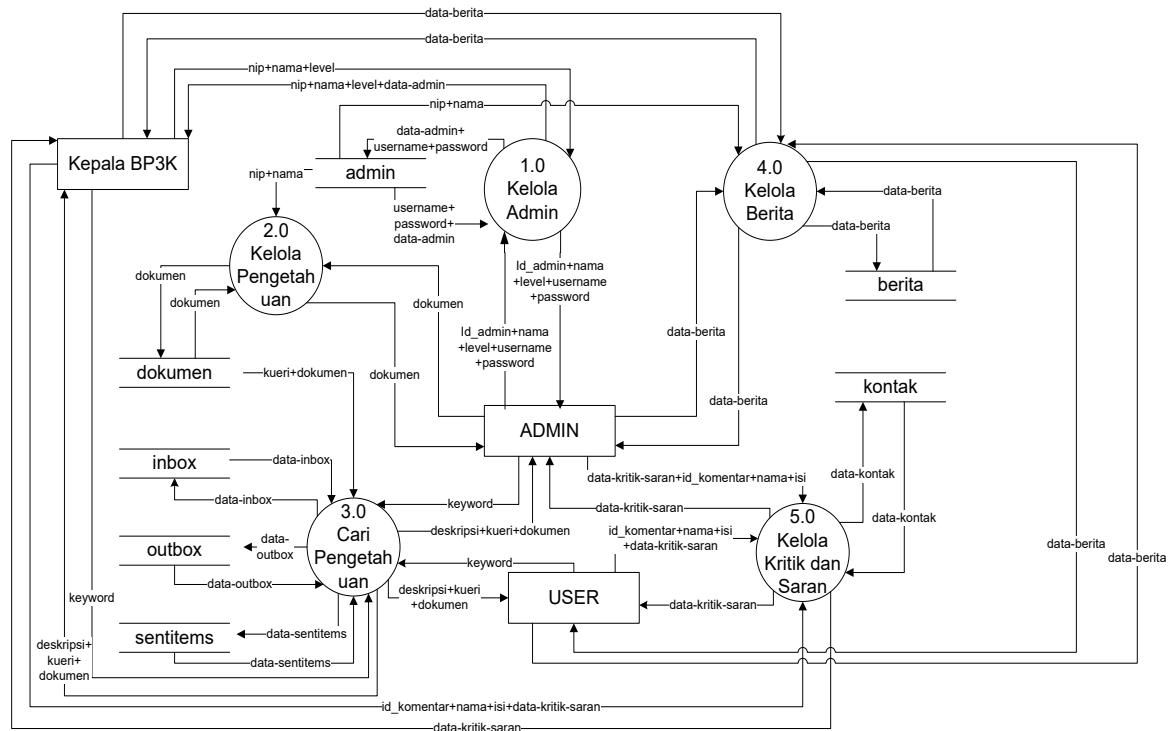 data-berita
data-berita
nip+nama+level
nip+nama+level+data-admin
nip+nama
data-admin+
username+password
Kepala BP3K
admin
1.0
Kelola
Admin
4.0
Kelola
Berita
nip+nama
username+
password+
data-admin
data-berita
data-berita
berita
2.0
Kelola
Pengetah
uan
dokumen
dokumen
dokumen
Id_admin+nama
+level+username
+password
Id_admin+nama
+level+username
+password
data-berita
dokumen
kueri+dokumen
dokumen
kontak
data-berita
ADMIN
inbox
data-inbox
data-inbox
data-kritik-saran+id_komentar+nama+isi
data-kontak
keyword
data-kritik-saran
3.0
Cari
Pengetah
uan
deskripsi+kueri+dokumen
id_komentar+nama+isi
+data-kritik-saran
5.0
Kelola
Kritik dan
Saran
data-kontak
data-berita
data-berita
outbox
data-
outbox
data-outbox
keyword
keyword
deskripsi+kueri
+dokumen
USER
data-kritik-saran
sentitems
data-sentitems
data-sentitems
deskripsi+
kueri+
dokumen
id_komentar+nama+isi+data-kritik-saran
data-kritik-saran